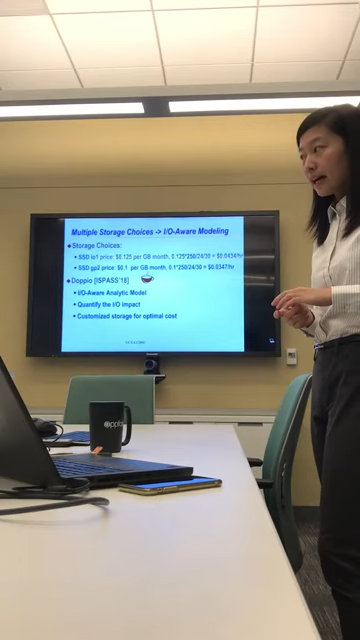 Multiple Storage Choices -> I/O-Aware Modeling
Storage Choices:
SSD io1 price: $0.125 per GB month, 0.125*250/24/30 = $0.0434/hr
SSD gp2 price: $0.1 per GB month, 0.1*250/24/30 = $0.0347/hr
Doppio [ISPASS'18]
I/O-Aware Analytic Model
Quantify the I/O impact
Customized storage for optimal cost